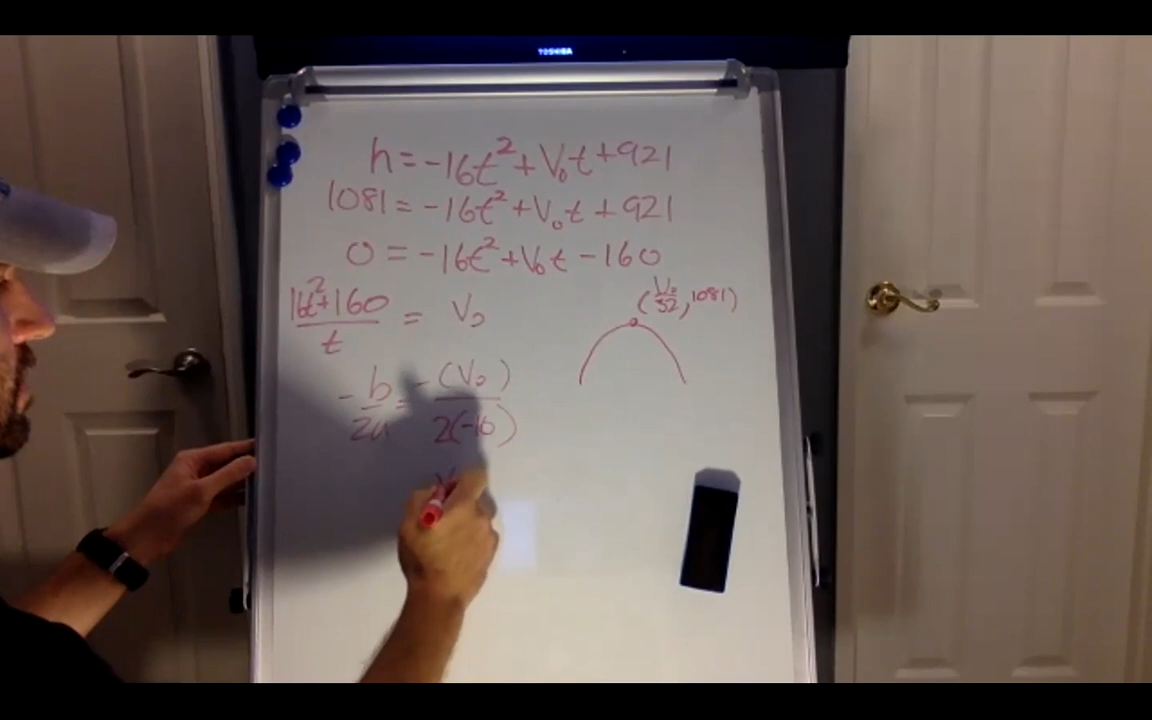 TOSHIBA
h = -16t² + V₀t + 921
1081 = -16t² + V₀t + 921
0 = -16t² + V₀t - 160
(V₀/32, 1081)
(16t² + 160)/t = V₀
-b/2a = -(V₀)/2(-16)
V